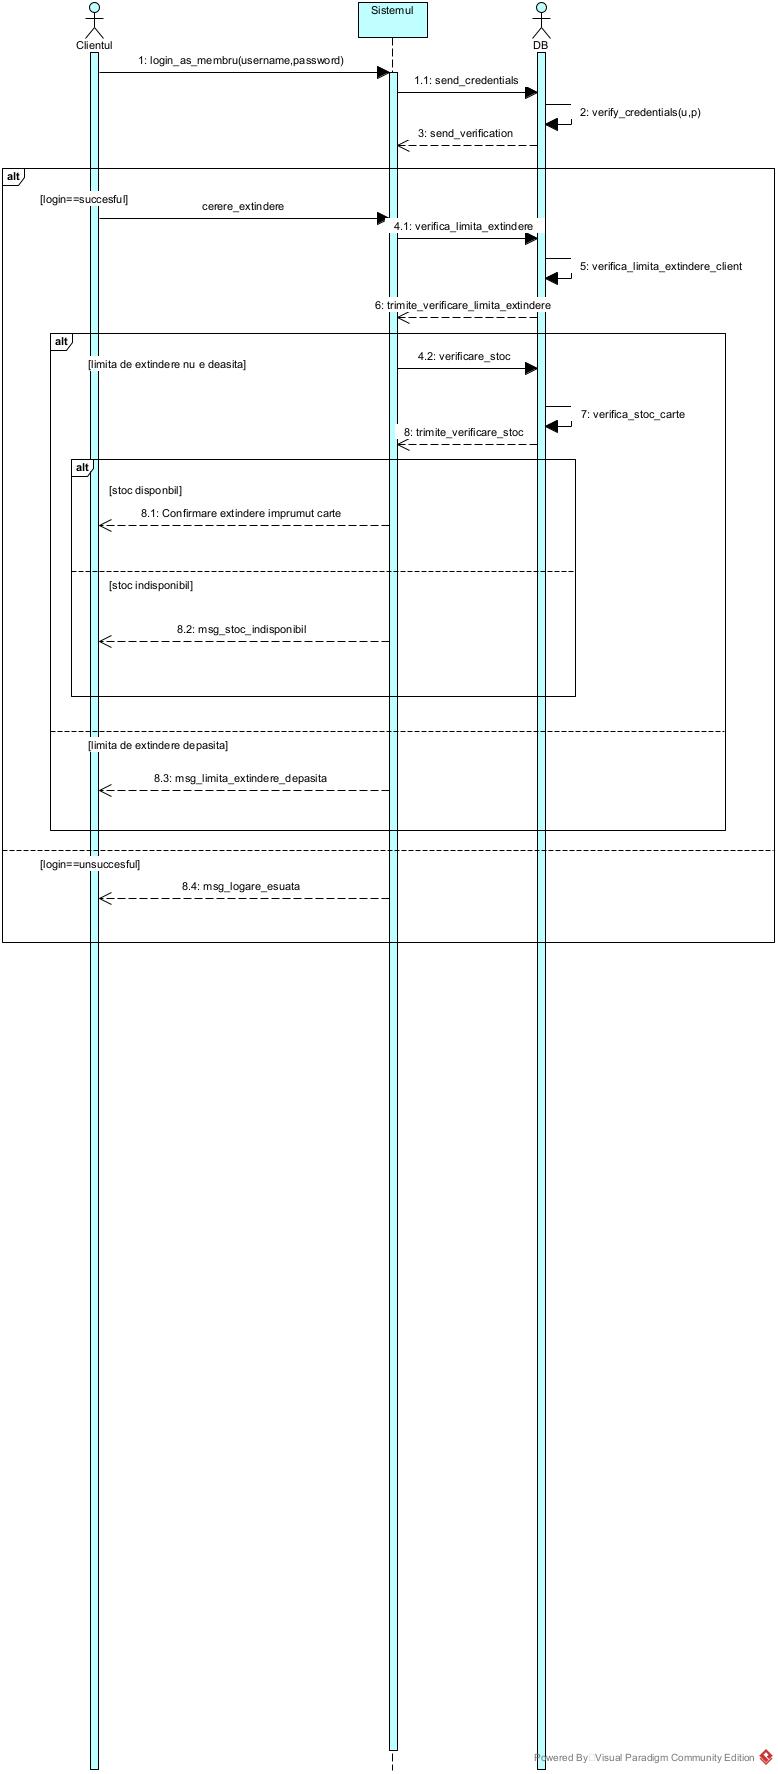 Clientul
Sistemul
DB
1: login_as_membru(username,password)
1.1: send_credentials
2: verify_credentials(u,p)
3: send_verification
alt
[login==succesful]
cerere_extindere
4.1: verifica_limita_extindere
5: verifica_limita_extindere_client
6: trimite_verificare_limita_extindere
alt
[limita de extindere nu e deasita]
4.2: verificare_stoc
7: verifica_stoc_carte
8: trimite_verificare_stoc
alt
[stoc disponbil]
8.1: Confirmare extindere imprumut carte
[stoc indisponibil]
8.2: msg_stoc_indisponibil
[limita de extindere depasita]
8.3: msg_limita_extindere_depasita
[login==unsuccesful]
8.4: msg_logare_esuata
Powered By Visual Paradigm Community Edition